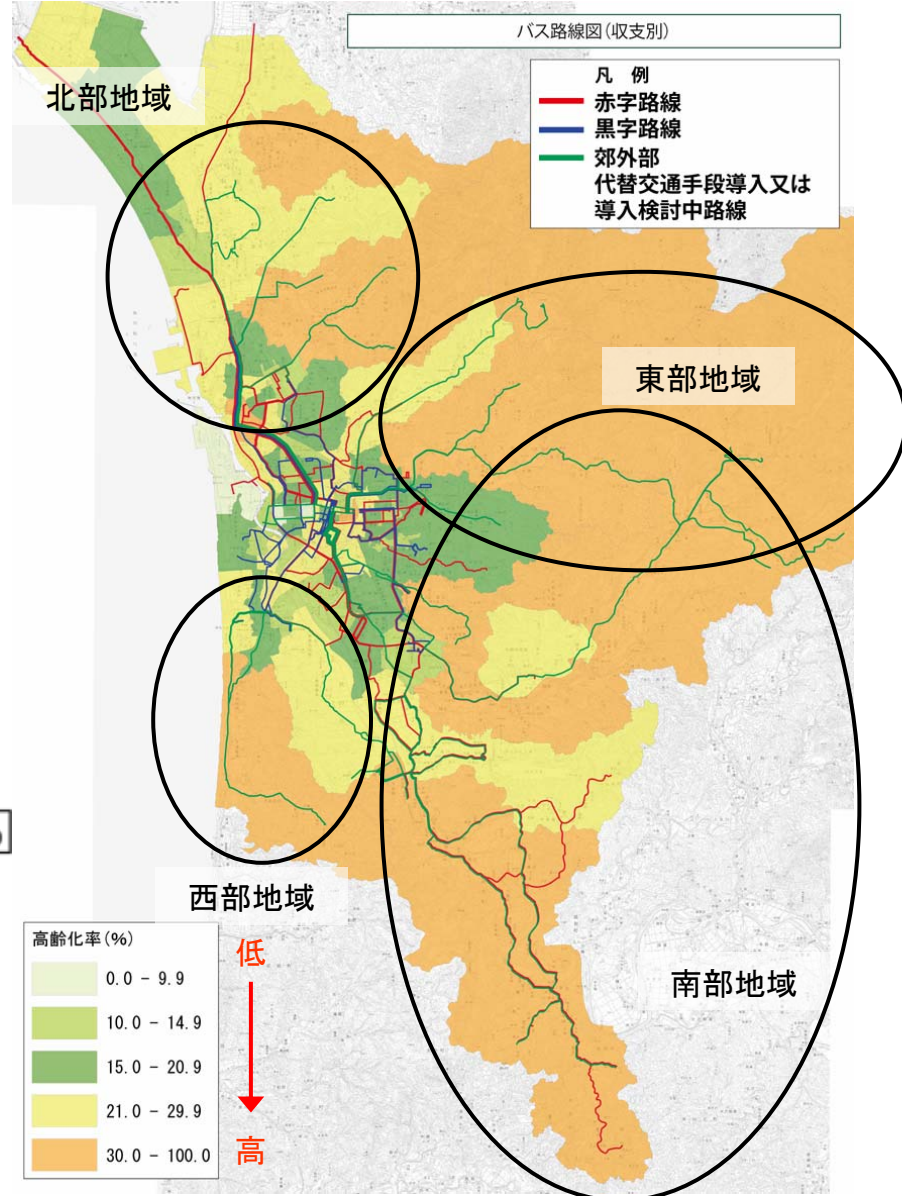 バス路線図(収支別)
凡 例
赤字路線
黒字路線
郊外部
代替交通手段導入又は
導入検討中路線
北部地域
東部地域
西部地域
南部地域
高齢化率(%)
0.0 - 9.9
10.0 - 14.9
15.0 - 20.9
21.0 - 29.9
30.0 - 100.0
低
高